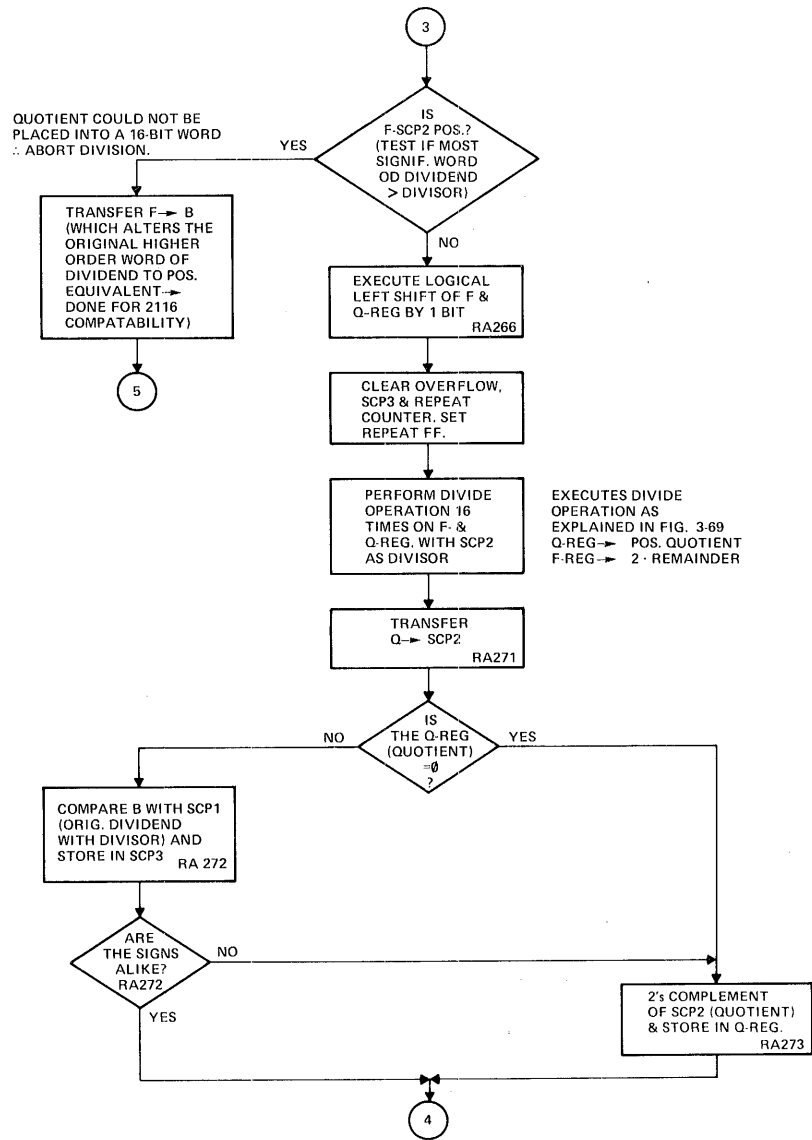 3
IS
F-SCP2 POS.?
(TEST IF MOST
SIGNIF. WORD
OD DIVIDEND
> DIVISOR)
YES
NO
QUOTIENT COULD NOT BE
PLACED INTO A 16-BIT WORD
∴ ABORT DIVISION.
TRANSFER F→ B
(WHICH ALTERS THE
ORIGINAL HIGHER
ORDER WORD OF
DIVIDEND TO POS.
EQUIVALENT→
DONE FOR 2116
COMPATABILITY)
5
EXECUTE LOGICAL
LEFT SHIFT OF F &
Q-REG BY 1 BIT
RA266
CLEAR OVERFLOW,
SCP3 & REPEAT
COUNTER. SET
REPEAT FF.
PERFORM DIVIDE
OPERATION 16
TIMES ON F- &
Q-REG. WITH SCP2
AS DIVISOR
EXECUTES DIVIDE
OPERATION AS
EXPLAINED IN FIG. 3-69
Q-REG→ POS. QUOTIENT
F-REG→ 2 · REMAINDER
TRANSFER
Q→ SCP2
RA271
IS
THE Q-REG
(QUOTIENT)
=Ø
?
NO
YES
COMPARE B WITH SCP1
(ORIG. DIVIDEND
WITH DIVISOR) AND
STORE IN SCP3
RA 272
ARE
THE SIGNS
ALIKE?
RA272
NO
YES
2's COMPLEMENT
OF SCP2 (QUOTIENT)
& STORE IN Q-REG.
RA273
4